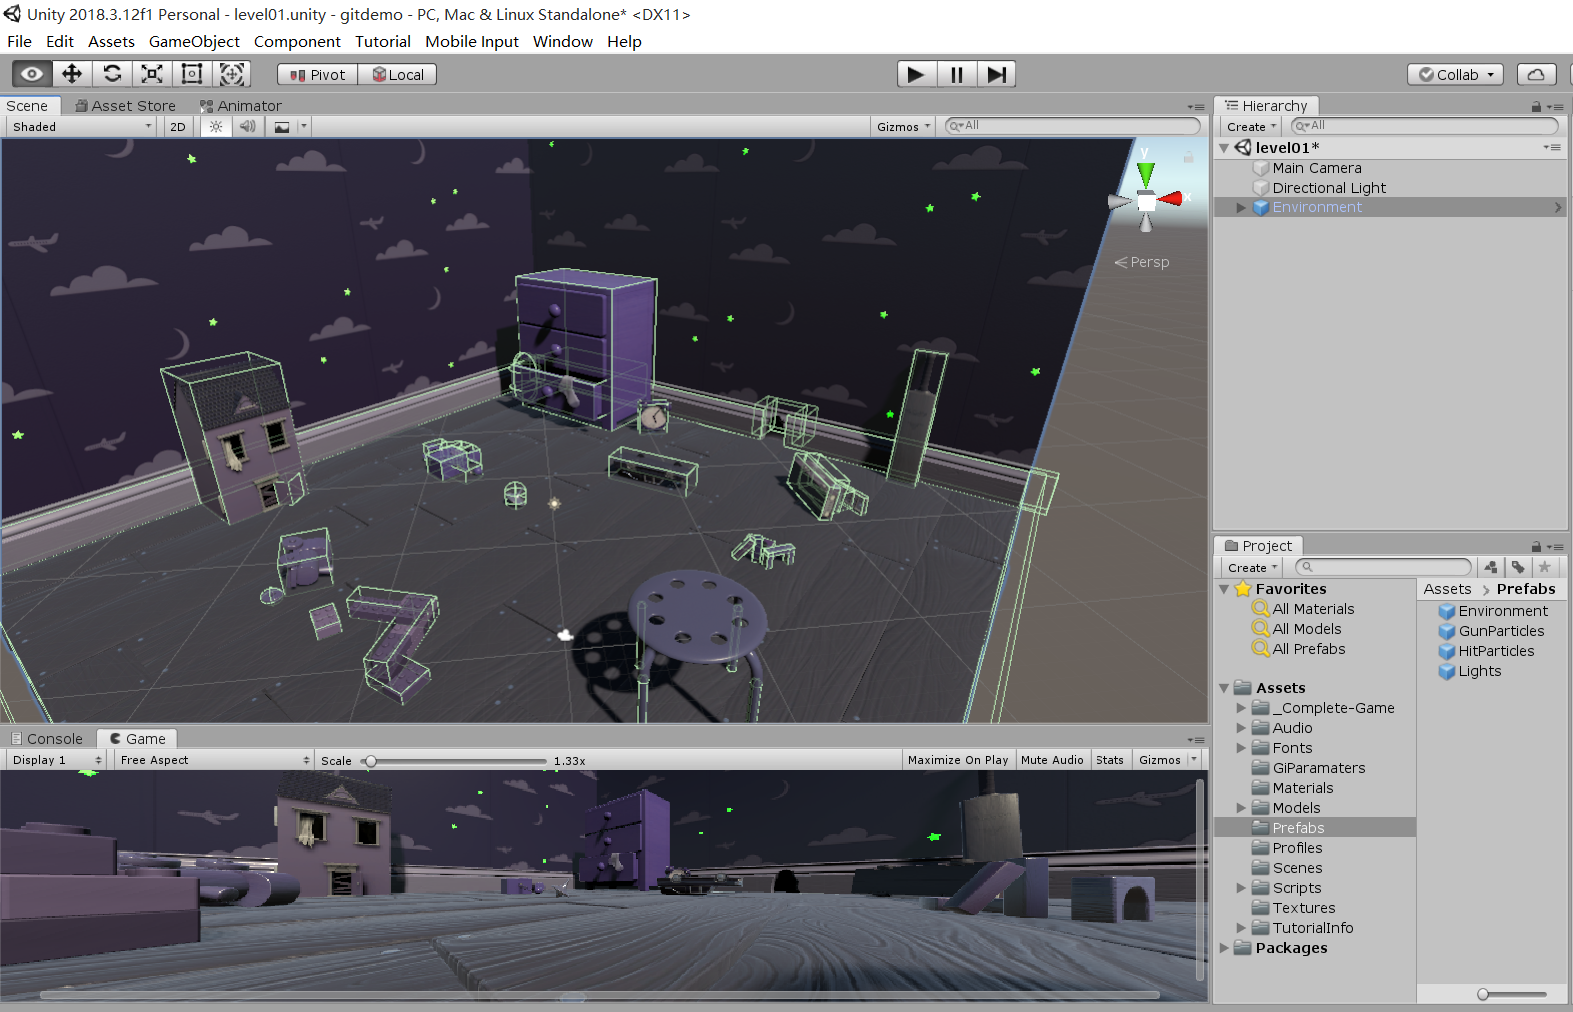 Unity 2018.3.12f1 Personal - level01.unity - gitdemo - PC, Mac & Linux Standalone* <DX11>
File Edit Assets GameObject Component Tutorial Mobile Input Window Help
Pivot Local Collab
Scene Asset Store Animator
Shaded 2D Gizmos All
y
x
Persp
Hierarchy
Create All
level01*
Main Camera
Directional Light
Environment
Project
Create
Favorites
All Materials
All Models
All Prefabs
Assets
_Complete-Game
Audio
Fonts
GiParamaters
Materials
Models
Prefabs
Profiles
Scenes
Scripts
Textures
TutorialInfo
Packages
Assets Prefabs
Environment
GunParticles
HitParticles
Lights
Console Game
Display 1 Free Aspect Scale 1.33x Maximize On Play Mute Audio Stats Gizmos